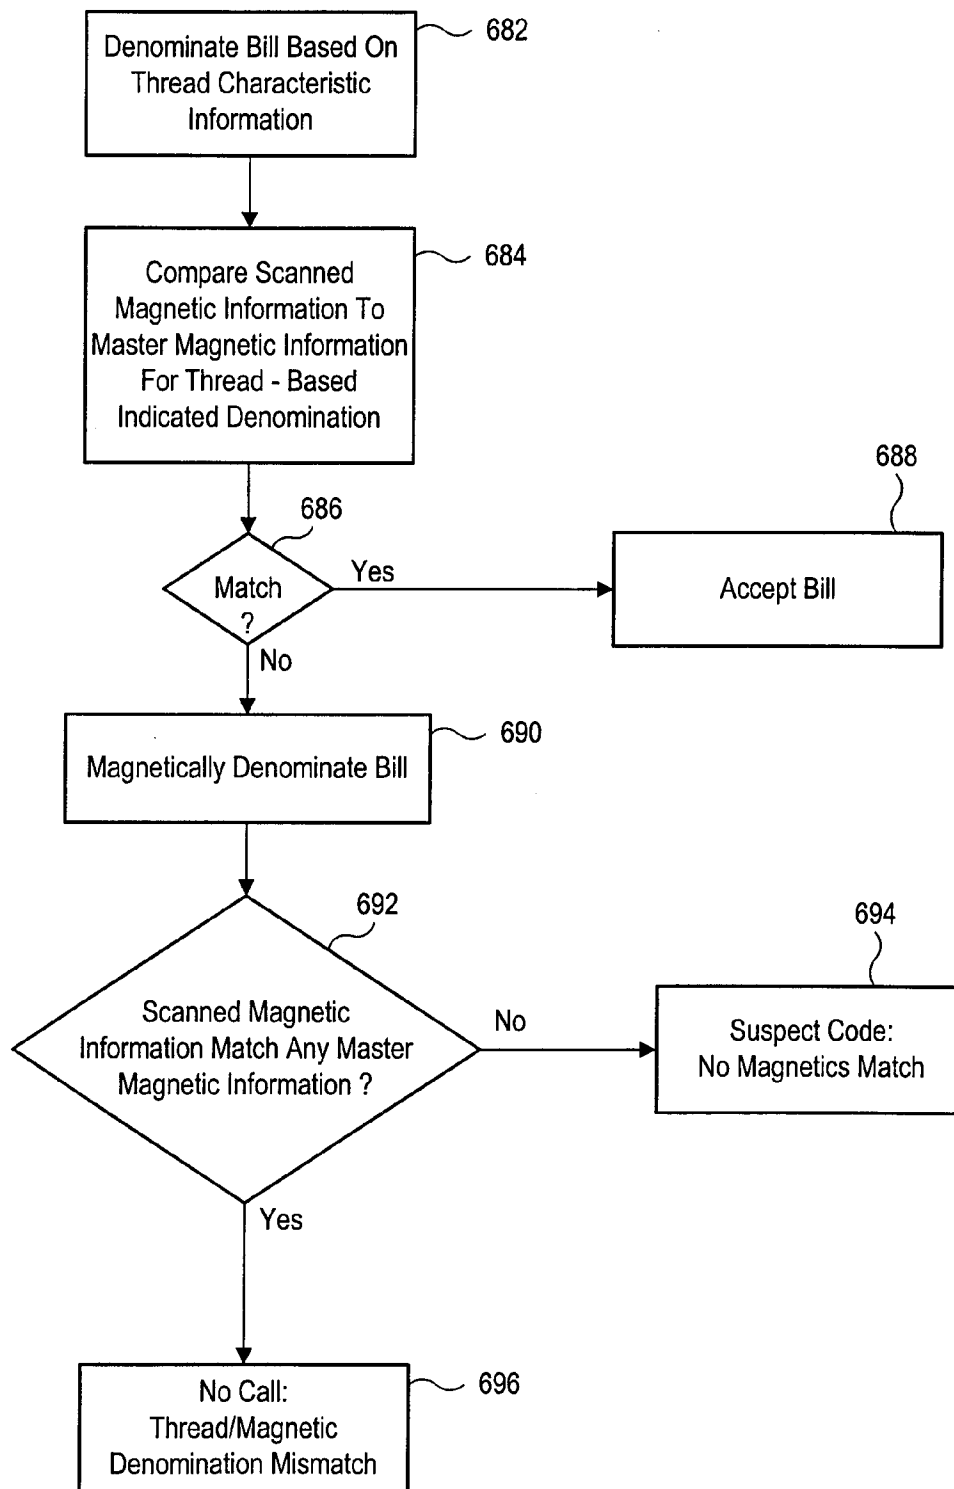 682
Denominate Bill Based On
Thread Characteristic
Information
684
Compare Scanned
Magnetic Information To
Master Magnetic Information
For Thread - Based
Indicated Denomination
686
Match
?
Yes
688
Accept Bill
No
690
Magnetically Denominate Bill
692
Scanned Magnetic
Information Match Any Master
Magnetic Information ?
No
694
Suspect Code:
No Magnetics Match
Yes
696
No Call:
Thread/Magnetic
Denomination Mismatch